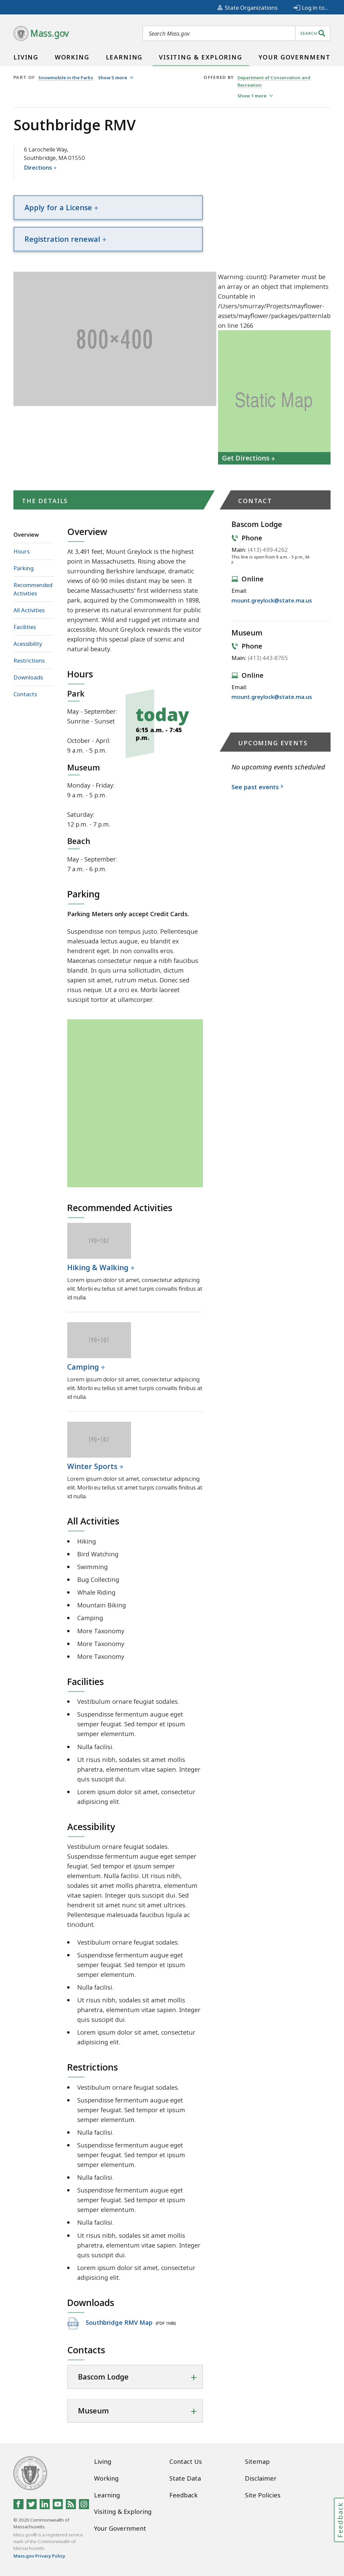 State Organizations
Log in to...
Mass.gov
Search Mass.gov
SEARCH
LIVING
WORKING
LEARNING
VISITING & EXPLORING
YOUR GOVERNMENT
PART OF Snowmobile in the Parks Show 5 more
OFFERED BY Department of Conservation and
Recreation
Show 1 more
Southbridge RMV
6 Larochelle Way,
Southbridge, MA 01550
Directions
Apply for a License
Registration renewal
800×400
Warning: count(): Parameter must be
an array or an object that implements
Countable in
/Users/smurray/Projects/mayflower-
assets/mayflower/packages/patternlab
on line 1266
Static Map
Get Directions
THE DETAILS
Overview
Hours
Parking
Recommended
Activities
All Activities
Facilities
Acessibility
Restrictions
Downloads
Contacts
Overview
At 3,491 feet, Mount Greylock is the highest
point in Massachusetts. Rising above the
surrounding Berkshire landscape, dramatic
views of 60-90 miles distant may be seen. It
became Massachusetts' first wilderness state
park, acquired by the Commonwealth in 1898,
to preserve its natural environment for public
enjoyment. Wild and rugged yet intimate and
accessible, Mount Greylock rewards the visitor
exploring this special place of scenic and
natural beauty.
Hours
Park
May - September:
Sunrise - Sunset
October - April:
9 a.m. - 5 p.m.
today
6:15 a.m. - 7:45
p.m.
Museum
Monday - Friday:
9 a.m. - 5 p.m.
Saturday:
12 p.m. - 7 p.m.
Beach
May - September:
7 a.m. - 6 p.m.
Parking
Parking Meters only accept Credit Cards.
Suspendisse non tempus justo. Pellentesque
malesuada lectus augue, eu blandit ex
hendrerit eget. In non convallis eros.
Maecenas consectetur neque a nibh faucibus
blandit. In quis urna sollicitudin, dictum
sapien sit amet, rutrum metus. Donec sed
risus neque. Ut a orci ex. Morbi laoreet
suscipit tortor at ullamcorper.
Recommended Activities
190×107
Hiking & Walking
Lorem ipsum dolor sit amet, consectetur adipiscing
elit. Morbi eu tellus sit amet turpis convallis finibus at
id nulla.
190×107
Camping
Lorem ipsum dolor sit amet, consectetur adipiscing
elit. Morbi eu tellus sit amet turpis convallis finibus at
id nulla.
190×107
Winter Sports
Lorem ipsum dolor sit amet, consectetur adipiscing
elit. Morbi eu tellus sit amet turpis convallis finibus at
id nulla.
All Activities
Hiking
Bird Watching
Swimming
Bug Collecting
Whale Riding
Mountain Biking
Camping
More Taxonomy
More Taxonomy
More Taxonomy
Facilities
Vestibulum ornare feugiat sodales.
Suspendisse fermentum augue eget
semper feugiat. Sed tempor et ipsum
semper elementum.
Nulla facilisi.
Ut risus nibh, sodales sit amet mollis
pharetra, elementum vitae sapien. Integer
quis suscipit dui.
Lorem ipsum dolor sit amet, consectetur
adipisicing elit.
Acessibility
Vestibulum ornare feugiat sodales.
Suspendisse fermentum augue eget semper
feugiat. Sed tempor et ipsum semper
elementum. Nulla facilisi. Ut risus nibh,
sodales sit amet mollis pharetra, elementum
vitae sapien. Integer quis suscipit dui. Sed
hendrerit sit amet nunc sit amet ultrices.
Pellentesque malesuada faucibus ligula ac
tincidunt.
Vestibulum ornare feugiat sodales.
Suspendisse fermentum augue eget
semper feugiat. Sed tempor et ipsum
semper elementum.
Nulla facilisi.
Ut risus nibh, sodales sit amet mollis
pharetra, elementum vitae sapien. Integer
quis suscipit dui.
Lorem ipsum dolor sit amet, consectetur
adipisicing elit.
Restrictions
Vestibulum ornare feugiat sodales.
Suspendisse fermentum augue eget
semper feugiat. Sed tempor et ipsum
semper elementum.
Nulla facilisi.
Suspendisse fermentum augue eget
semper feugiat. Sed tempor et ipsum
semper elementum.
Nulla facilisi.
Suspendisse fermentum augue eget
semper feugiat. Sed tempor et ipsum
semper elementum.
Nulla facilisi.
Ut risus nibh, sodales sit amet mollis
pharetra, elementum vitae sapien. Integer
quis suscipit dui.
Lorem ipsum dolor sit amet, consectetur
adipisicing elit.
Downloads
Southbridge RMV Map (PDF 1MB)
Contacts
Bascom Lodge
Museum
CONTACT
Bascom Lodge
Phone
Main: (413) 499-4262
This line is open from 9 a.m. - 5 p.m., M-
F
Online
Email:
mount.greylock@state.ma.us
Museum
Phone
Main: (413) 443-8765
Online
Email:
mount.greylock@state.ma.us
UPCOMING EVENTS
No upcoming events scheduled
See past events
Living
Working
Learning
Visiting & Exploring
Your Government
Contact Us
State Data
Feedback
Sitemap
Disclaimer
Site Policies
© 2020 Commonwealth of
Massachusetts.
Mass.gov® is a registered service
mark of the Commonwealth of
Massachusetts.
Mass.gov Privacy Policy
Feedback